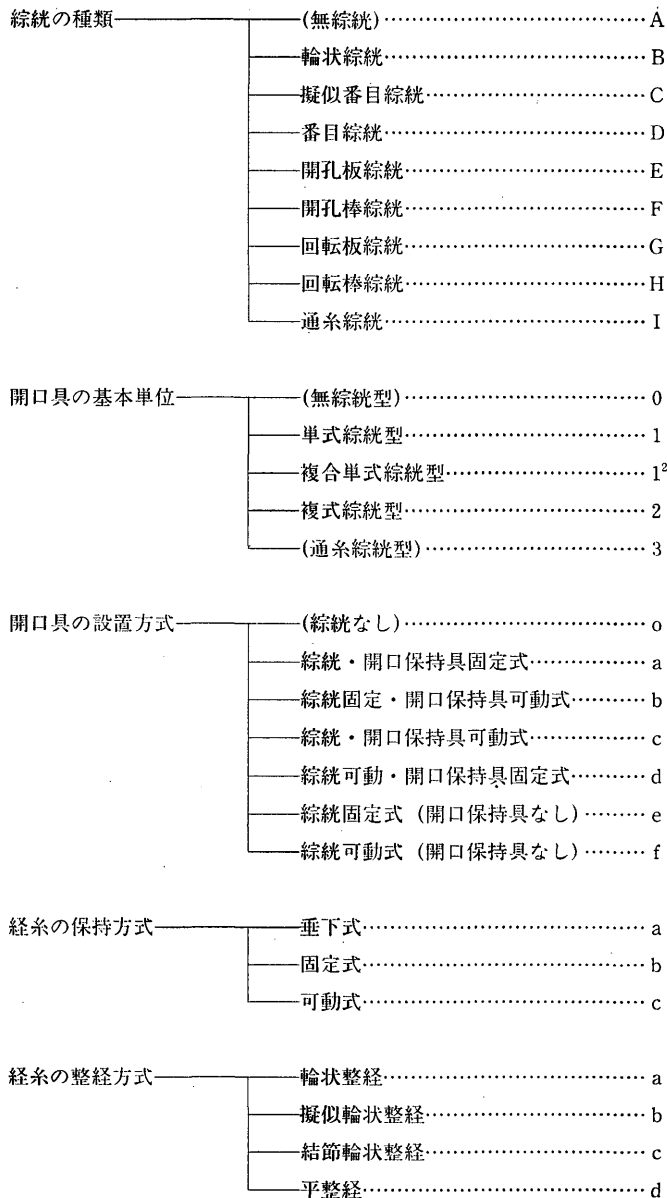 綜絖の種類 (無綜絖) A
輪状綜絖 B
擬似番目綜絖 C
番目綜絖 D
開孔板綜絖 E
開孔棒綜絖 F
回転板綜絖 G
回転棒綜絖 H
通糸綜絖 I
開口具の基本単位 (無綜絖型) 0
単式綜絖型 1
複合単式綜絖型 1²
複式綜絖型 2
(通糸綜絖型) 3
開口具の設置方式 (綜絖なし) o
綜絖・開口保持具固定式 a
綜絖固定・開口保持具可動式 b
綜絖・開口保持具可動式 c
綜絖可動・開口保持具固定式 d
綜絖固定式 (開口保持具なし) e
綜絖可動式 (開口保持具なし) f
経糸の保持方式 垂下式 a
固定式 b
可動式 c
経糸の整経方式 輪状整経 a
擬似輪状整経 b
結節輪状整経 c
平整経 d